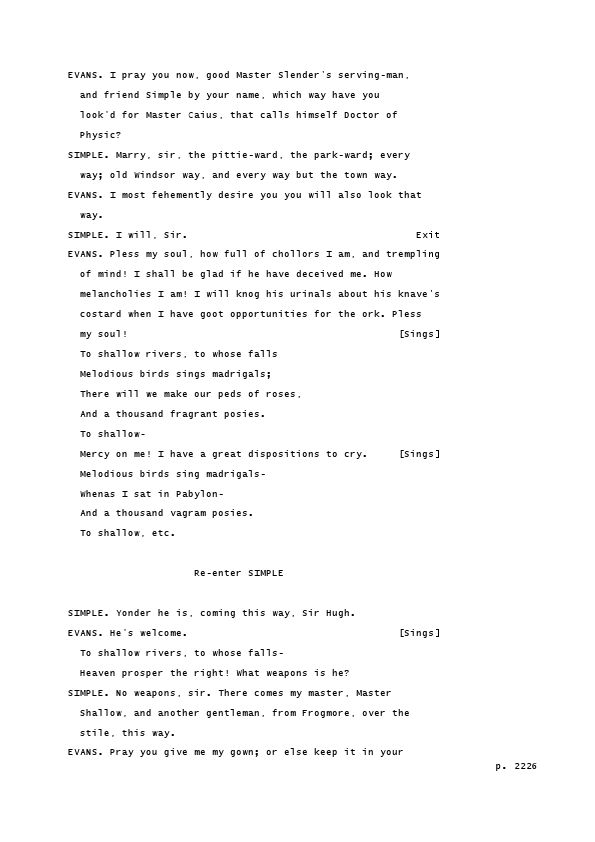 EVANS. I pray you now, good Master Slender's serving-man,
and friend Simple by your name, which way have you
look'd for Master Caius, that calls himself Doctor of
Physic?
SIMPLE. Marry, sir, the pittie-ward, the park-ward; every
way; old Windsor way, and every way but the town way.
EVANS. I most fehemently desire you you will also look that
way.
SIMPLE. I will, Sir. Exit
EVANS. Pless my soul, how full of chollors I am, and trempling
of mind! I shall be glad if he have deceived me. How
melancholies I am! I will knog his urinals about his knave's
costard when I have goot opportunities for the ork. Pless
my soul! [Sings]
To shallow rivers, to whose falls
Melodious birds sings madrigals;
There will we make our peds of roses,
And a thousand fragrant posies.
To shallow-
Mercy on me! I have a great dispositions to cry. [Sings]
Melodious birds sing madrigals-
Whenas I sat in Pabylon-
And a thousand vagram posies.
To shallow, etc.
Re-enter SIMPLE
SIMPLE. Yonder he is, coming this way, Sir Hugh.
EVANS. He's welcome. [Sings]
To shallow rivers, to whose falls-
Heaven prosper the right! What weapons is he?
SIMPLE. No weapons, sir. There comes my master, Master
Shallow, and another gentleman, from Frogmore, over the
stile, this way.
EVANS. Pray you give me my gown; or else keep it in your
p. 2226